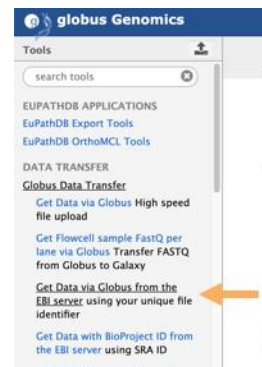 globus Genomics
Tools
search tools
EUPATHDB APPLICATIONS
EuPathDB Export Tools
EuPathDB OrthoMCL Tools
DATA TRANSFER
Globus Data Transfer
Get Data via Globus High speed
file upload
Get Flowcell sample FastQ per
lane via Globus Transfer FASTQ
from Globus to Galaxy
Get Data via Globus from the
EBI server using your unique file
identifier
Get Data with BioProject ID from
the EBI server using SRA ID